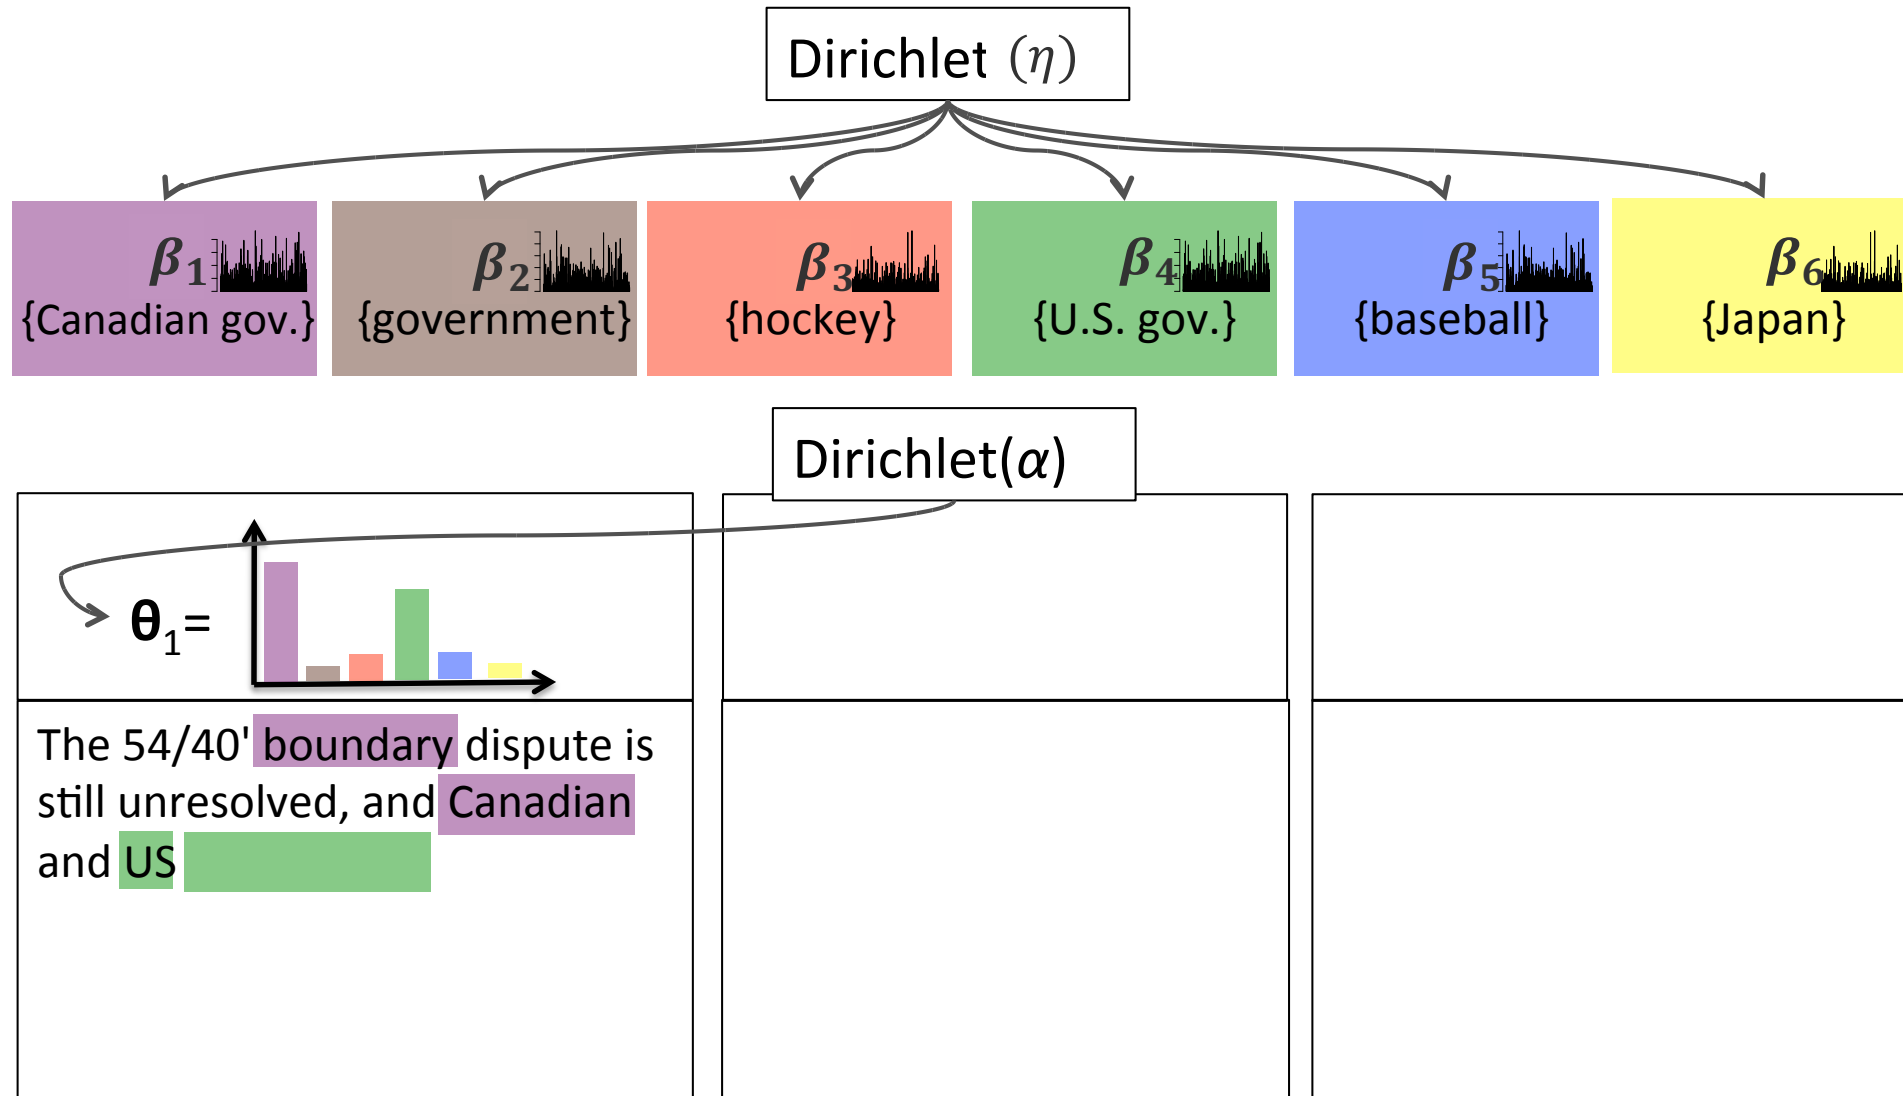 Dirichlet (η)
β1 β2 β3 β4 β5 β6
{Canadian gov.} {government} {hockey} {U.S. gov.} {baseball} {Japan}
Dirichlet(α)
θ1=
The 54/40' boundary dispute is
still unresolved, and Canadian
and US